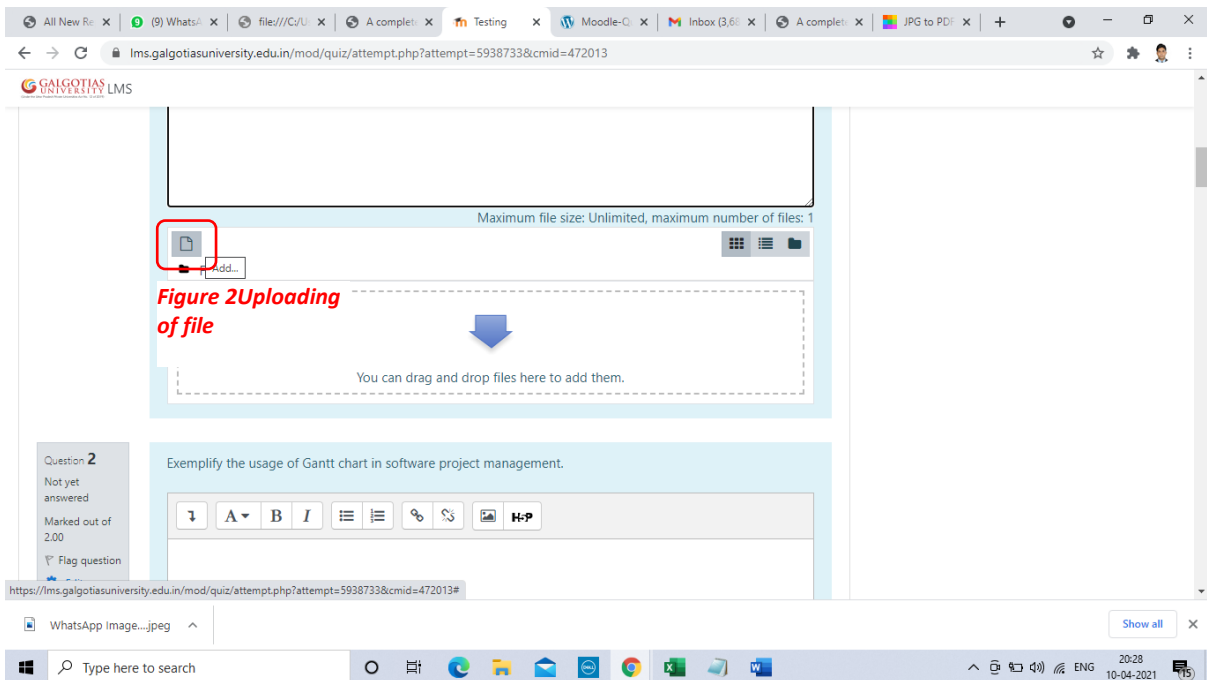 All New Re
(9) WhatsA
file:///C:/U
A complete
Testing
Moodle-Q
Inbox (3,68
A complete
JPG to PDF
lms.galgotiasuniversity.edu.in/mod/quiz/attempt.php?attempt=5938733&cmid=472013
GALGOTIAS
UNIVERSITY LMS
Maximum file size: Unlimited, maximum number of files: 1
Add...
Figure 2Uploading
of file
You can drag and drop files here to add them.
Question 2
Not yet
answered
Marked out of
2.00
Flag question
Exemplify the usage of Gantt chart in software project management.
A B I H-P
https://lms.galgotiasuniversity.edu.in/mod/quiz/attempt.php?attempt=5938733&cmid=472013#
WhatsApp Image....jpeg
Show all
Type here to search
DELL
ENG
20:28
10-04-2021
15